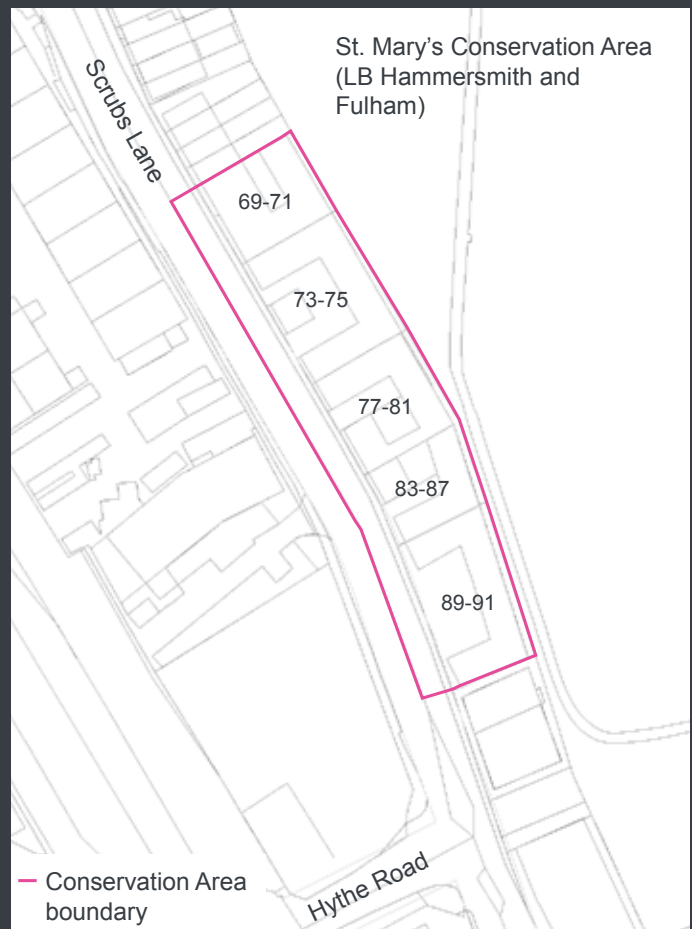 St. Mary’s Conservation Area
(LB Hammersmith and
Fulham)
Scrubs Lane
69-71
73-75
77-81
83-87
89-91
Hythe Road
Conservation Area
boundary